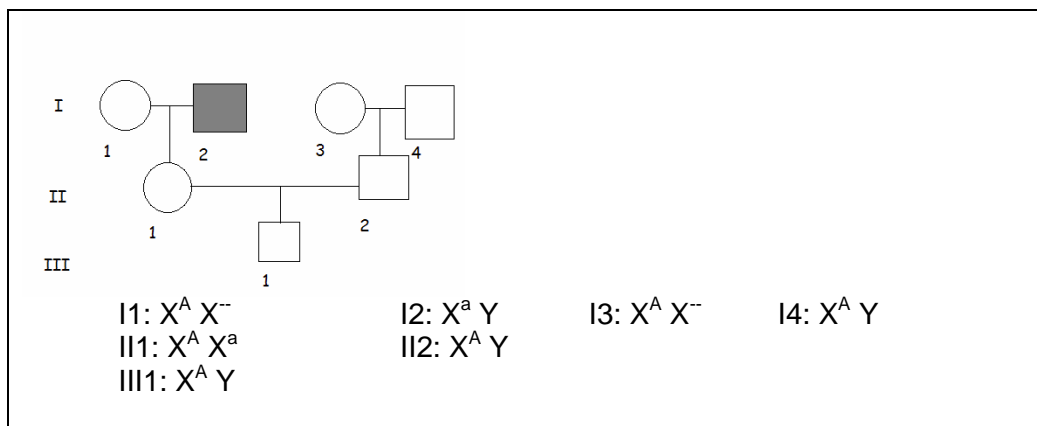 I
1 2 3 4
II
1 2
III
1
I1: X^A X^-- I2: X^a Y I3: X^A X^-- I4: X^A Y
II1: X^A X^a II2: X^A Y
III1: X^A Y